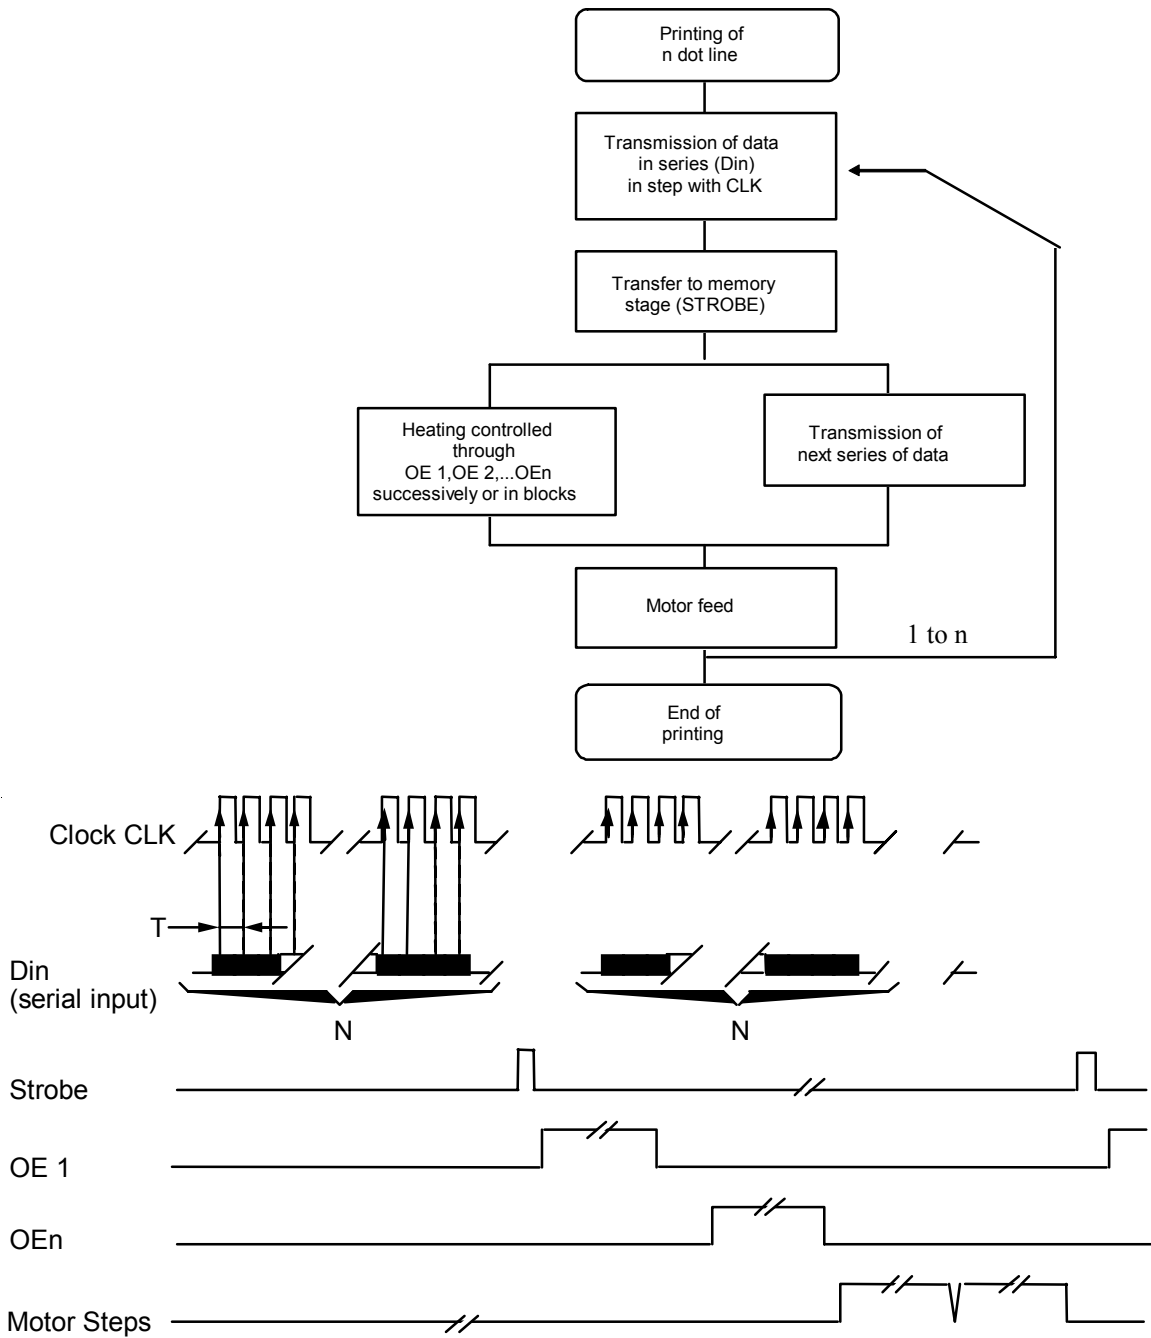 Printing of
n dot line
Transmission of data
in series (Din)
in step with CLK
Transfer to memory
stage (STROBE)
Heating controlled
through
OE 1,OE 2,...OEn
successively or in blocks
Transmission of
next series of data
Motor feed
1 to n
End of
printing
Clock CLK
T
Din
(serial input)
N
N
Strobe
OE 1
OEn
Motor Steps